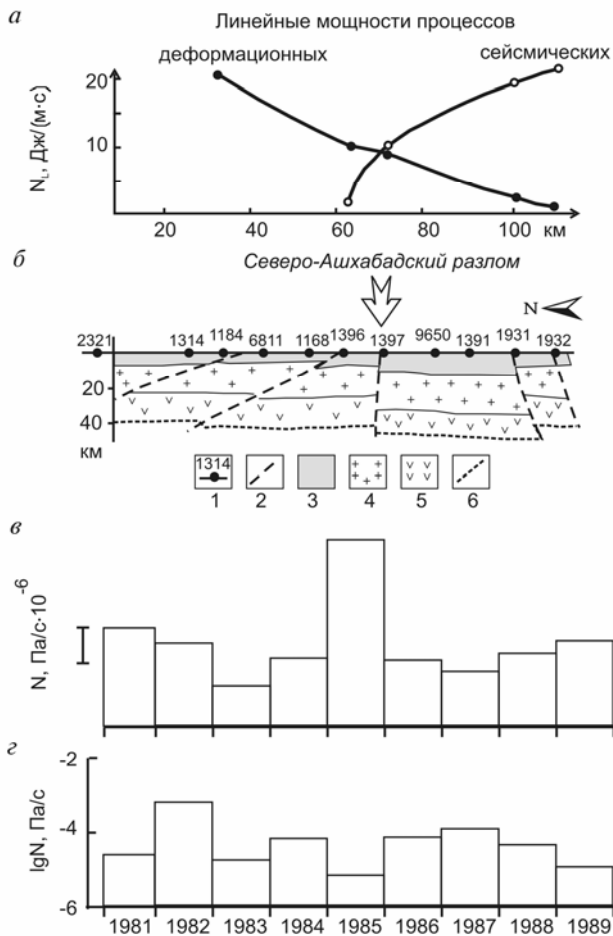 а
Линейные мощности процессов
деформационных сейсмических
N_L, Дж/(м·с)
20
10
20 40 60 80 100 км
б
Северо-Ашхабадский разлом
N
2321 1314 1184 6811 1168 1396 1397 9650 1391 1931 1932
20
40
км
1314
1 2 3 4 5 6
в
N, Па/с·10^-6
г
lgN, Па/с
-2
-4
-6
1981 1982 1983 1984 1985 1986 1987 1988 1989